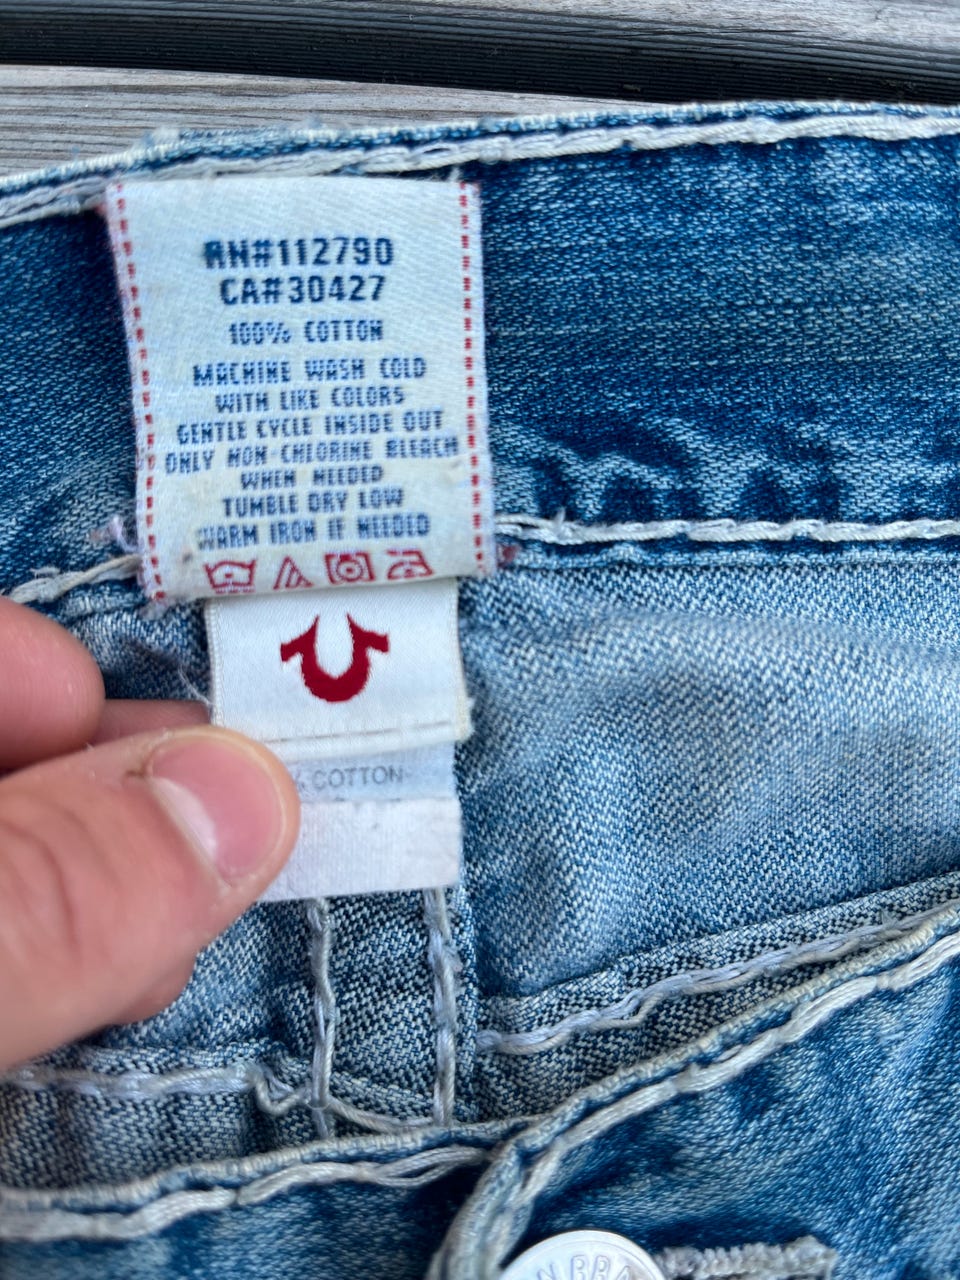 RN#112790
CA#30427
100% COTTON
MACHINE WASH COLD
WITH LIKE COLORS
GENTLE CYCLE INSIDE OUT
ONLY NON-CHLORINE BLEACH
WHEN NEEDED
TUMBLE DRY LOW
WARM IRON IF NEEDED
% COTTON
N BRA